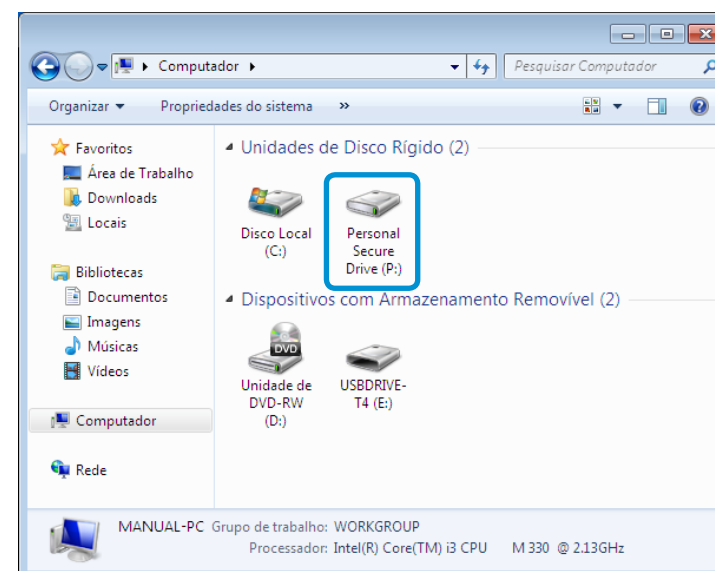 Computador
Pesquisar Computador
Organizar
Propriedades do sistema
»
Favoritos
Área de Trabalho
Downloads
Locais
Bibliotecas
Documentos
Imagens
Músicas
Vídeos
Computador
Rede
Unidades de Disco Rígido (2)
Disco Local
(C:)
Personal
Secure
Drive (P:)
Dispositivos com Armazenamento Removível (2)
DVD
Unidade de
DVD-RW
(D:)
USBDRIVE-
T4 (E:)
MANUAL-PC Grupo de trabalho: WORKGROUP
Processador: Intel(R) Core(TM) i3 CPU M 330 @ 2.13GHz